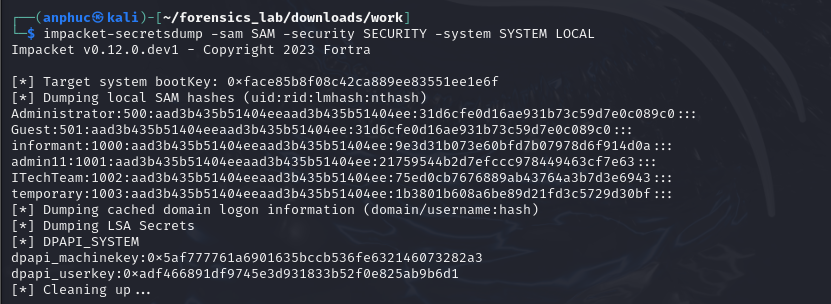 ┌──(anphuc㉿kali)-[~/forensics_lab/downloads/work]
└─$ impacket-secretsdump -sam SAM -security SECURITY -system SYSTEM LOCAL
Impacket v0.12.0.dev1 - Copyright 2023 Fortra
[*] Target system bootKey: 0×face85b8f08c42ca889ee83551ee1e6f
[*] Dumping local SAM hashes (uid:rid:lmhash:nthash)
Administrator:500:aad3b435b51404eeaad3b435b51404ee:31d6cfe0d16ae931b73c59d7e0c089c0:::
Guest:501:aad3b435b51404eeaad3b435b51404ee:31d6cfe0d16ae931b73c59d7e0c089c0:::
informant:1000:aad3b435b51404eeaad3b435b51404ee:9e3d31b073e60bfd7b07978d6f914d0a:::
admin11:1001:aad3b435b51404eeaad3b435b51404ee:21759544b2d7efccc978449463cf7e63:::
ITechTeam:1002:aad3b435b51404eeaad3b435b51404ee:75ed0cb7676889ab43764a3b7d3e6943:::
temporary:1003:aad3b435b51404eeaad3b435b51404ee:1b3801b608a6be89d21fd3c5729d30bf:::
[*] Dumping cached domain logon information (domain/username:hash)
[*] Dumping LSA Secrets
[*] DPAPI_SYSTEM
dpapi_machinekey:0×5af777761a6901635bccb536fe632146073282a3
dpapi_userkey:0×adf466891df9745e3d931833b52f0e825ab9b6d1
[*] Cleaning up...